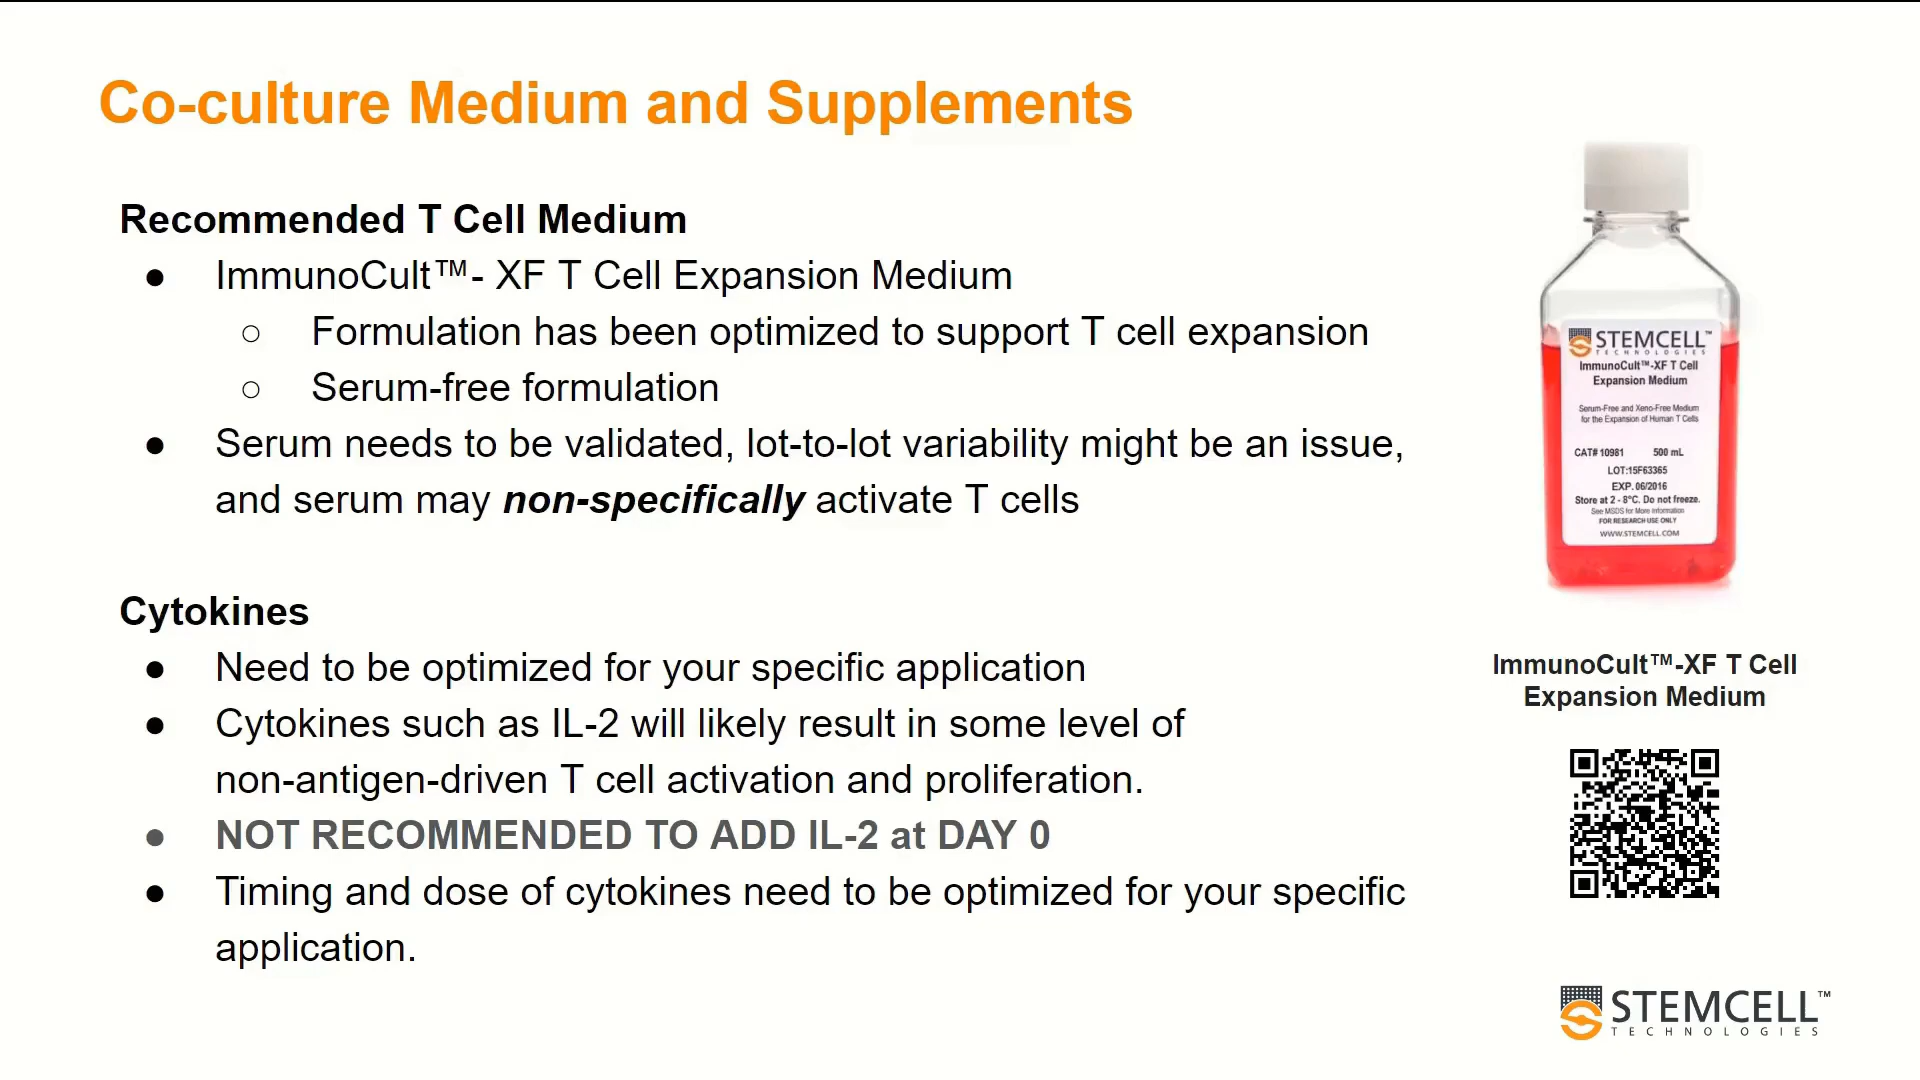 Co-culture Medium and Supplements
Recommended T Cell Medium
● ImmunoCult™- XF T Cell Expansion Medium
○ Formulation has been optimized to support T cell expansion
○ Serum-free formulation
● Serum needs to be validated, lot-to-lot variability might be an issue,
and serum may non-specifically activate T cells
Cytokines
● Need to be optimized for your specific application
● Cytokines such as IL-2 will likely result in some level of
non-antigen-driven T cell activation and proliferation.
● NOT RECOMMENDED TO ADD IL-2 at DAY 0
● Timing and dose of cytokines need to be optimized for your specific
application.
STEMCELL™
TECHNOLOGIES
ImmunoCult™-XF T Cell
Expansion Medium
Serum-Free and Xeno-Free Medium
for the Expansion of Human T Cells
CAT# 10981 500 mL
LOT:15F63365
EXP. 06/2016
Store at 2 - 8°C. Do not freeze.
See MSDS for More Information
FOR RESEARCH USE ONLY
WWW.STEMCELL.COM
ImmunoCult™-XF T Cell
Expansion Medium
STEMCELL™
TECHNOLOGIES